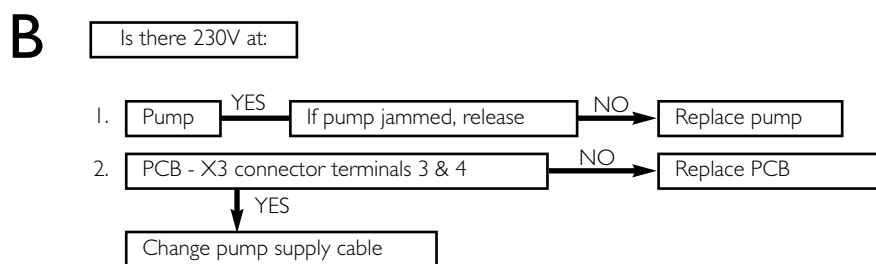 B
Is there 230V at:
1. Pump YES If pump jammed, release NO Replace pump
2. PCB - X3 connector terminals 3 & 4 NO Replace PCB
YES
Change pump supply cable